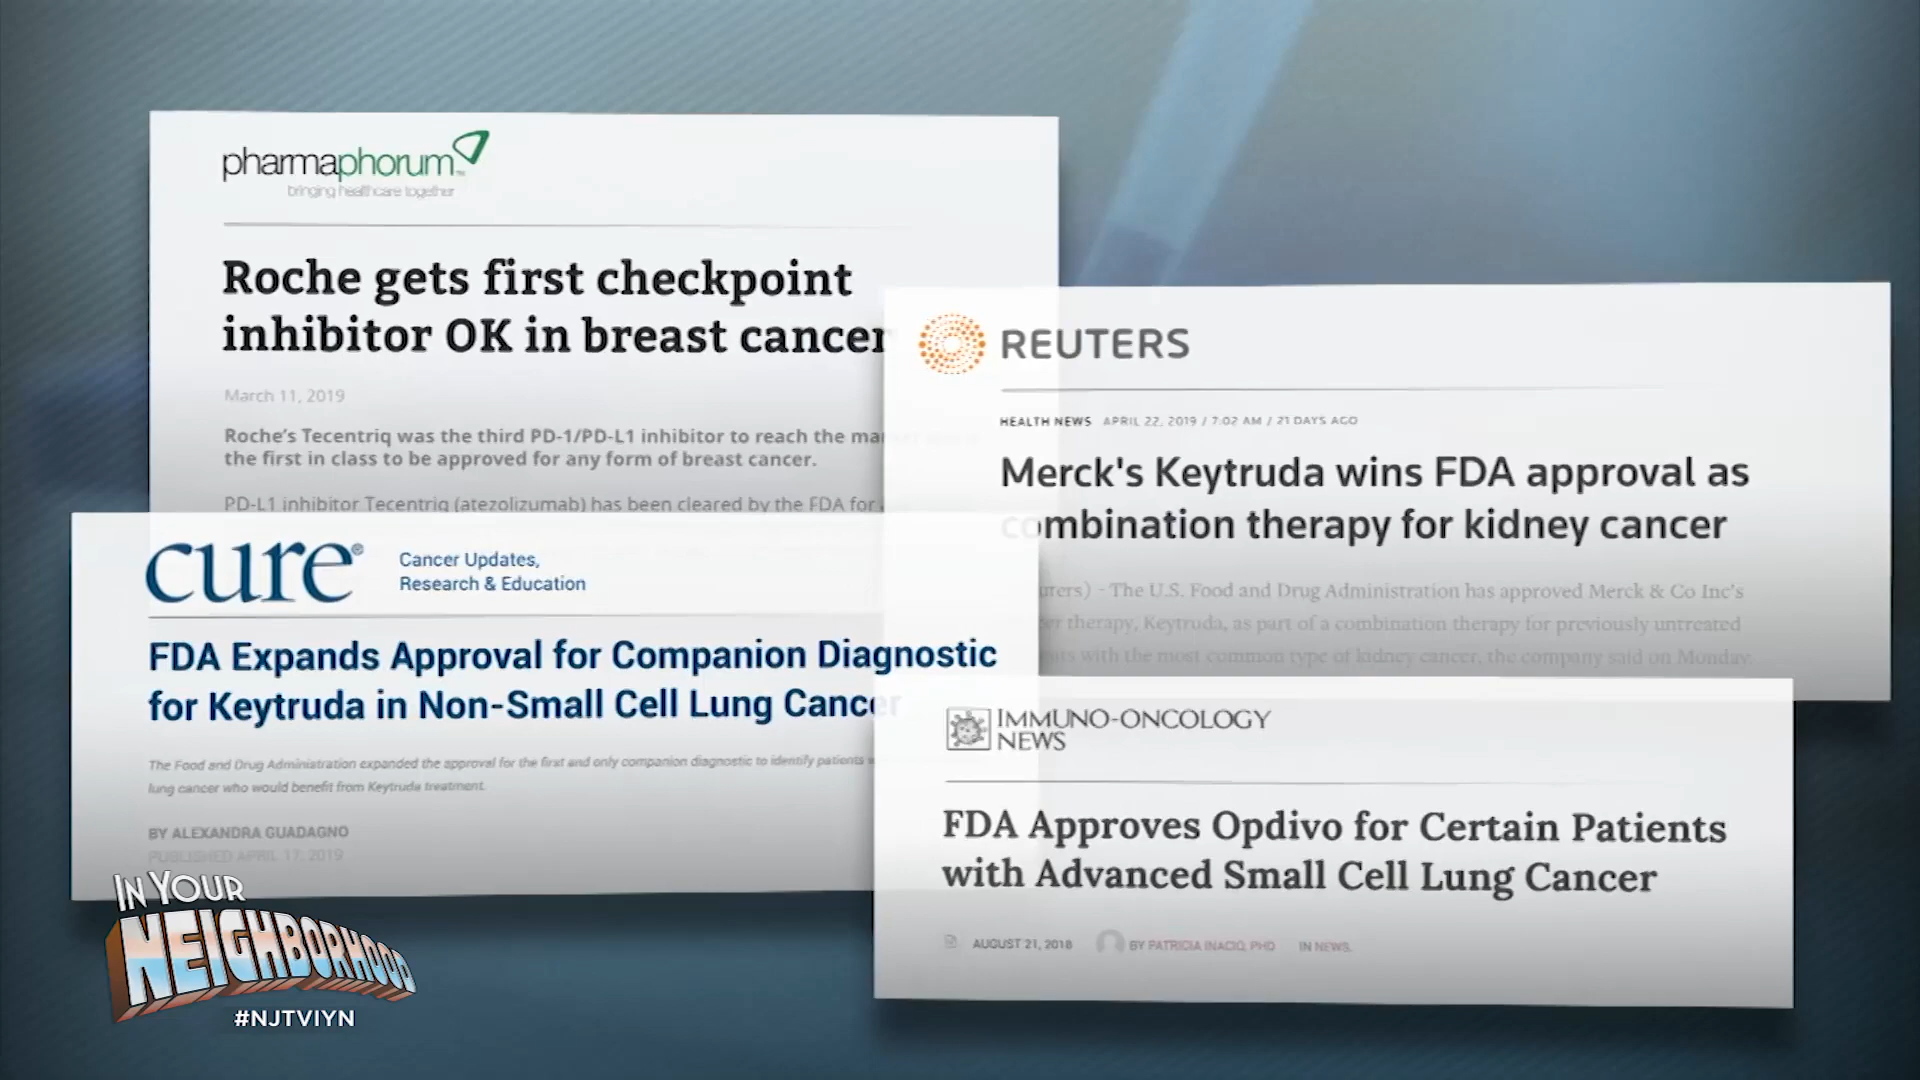 pharmaphorum
bringing healthcare together
Roche gets first checkpoint
inhibitor OK in breast cancer
March 11, 2019
Roche's Tecentriq was the third PD-1/PD-L1 inhibitor to reach the
the first in class to be approved for any form of breast cancer.
PD-L1 inhibitor Tecentriq (atezolizumab) has been cleared by the FDA for
REUTERS
HEALTH NEWS APRIL 22, 2019 / 7:02 AM / 21 DAYS AGO
Merck's Keytruda wins FDA approval as
combination therapy for kidney cancer
- The U.S. Food and Drug Administration has approved Merck & Co Inc's
therapy, Keytruda, as part of a combination therapy for previously untreated
with the most common type of kidney cancer, the company said on Monday.
cure®
Cancer Updates,
Research & Education
FDA Expands Approval for Companion Diagnostic
for Keytruda in Non-Small Cell Lung Cancer
The Food and Drug Administration expanded the approval for the first and only companion diagnostic to identify patients
lung cancer who would benefit from Keytruda treatment.
BY ALEXANDRA GUADAGNO
PUBLISHED APRIL 17, 2019
IMMUNO-ONCOLOGY
NEWS
FDA Approves Opdivo for Certain Patients
with Advanced Small Cell Lung Cancer
AUGUST 21, 2018 BY PATRICIA INACIO, PHD IN NEWS.
IN YOUR
NEIGHBORHOOD
#NJTVIYN